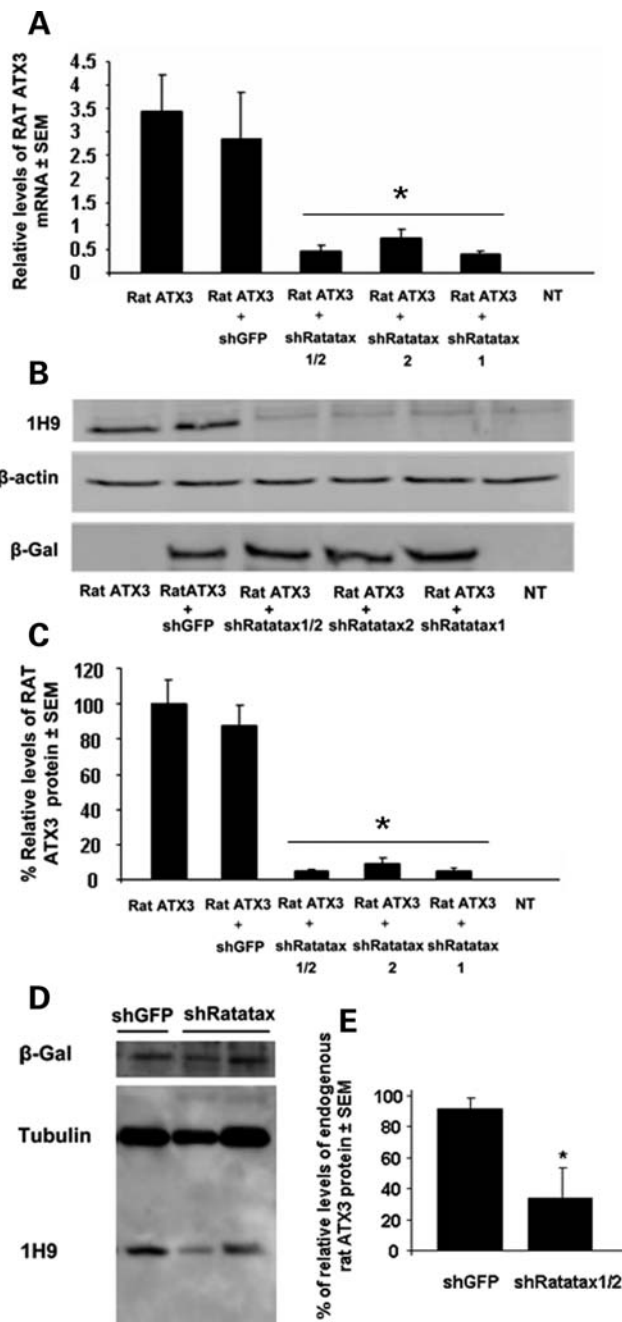 A
Relative levels of RAT ATX3
mRNA ± SEM
4
3.5
3
2.5
2
1.5
1
0.5
0
*
Rat ATX3
Rat ATX3
+
shGFP
Rat ATX3
+
shRatatax
1/2
Rat ATX3
+
shRatatax
2
Rat ATX3
+
shRatatax
1
NT
B
1H9
β-actin
β-Gal
Rat ATX3
RatATX3
+
shGFP
Rat ATX3
+
shRatatax1/2
Rat ATX3
+
shRatatax2
Rat ATX3
+
shRatatax1
NT
C
% Relative levels of RAT
ATX3 protein ± SEM
120
100
80
60
40
20
0
*
Rat ATX3
Rat ATX3
+
shGFP
Rat ATX3
+
shRatatax
1/2
Rat ATX3
+
shRatatax
2
Rat ATX3
+
shRatatax
1
NT
D
shGFP
shRatatax
β-Gal
Tubulin
1H9
E
% of relative levels of endogenous
rat ATX3 protein ± SEM
100
80
60
40
20
0
*
shGFP
shRatatax1/2